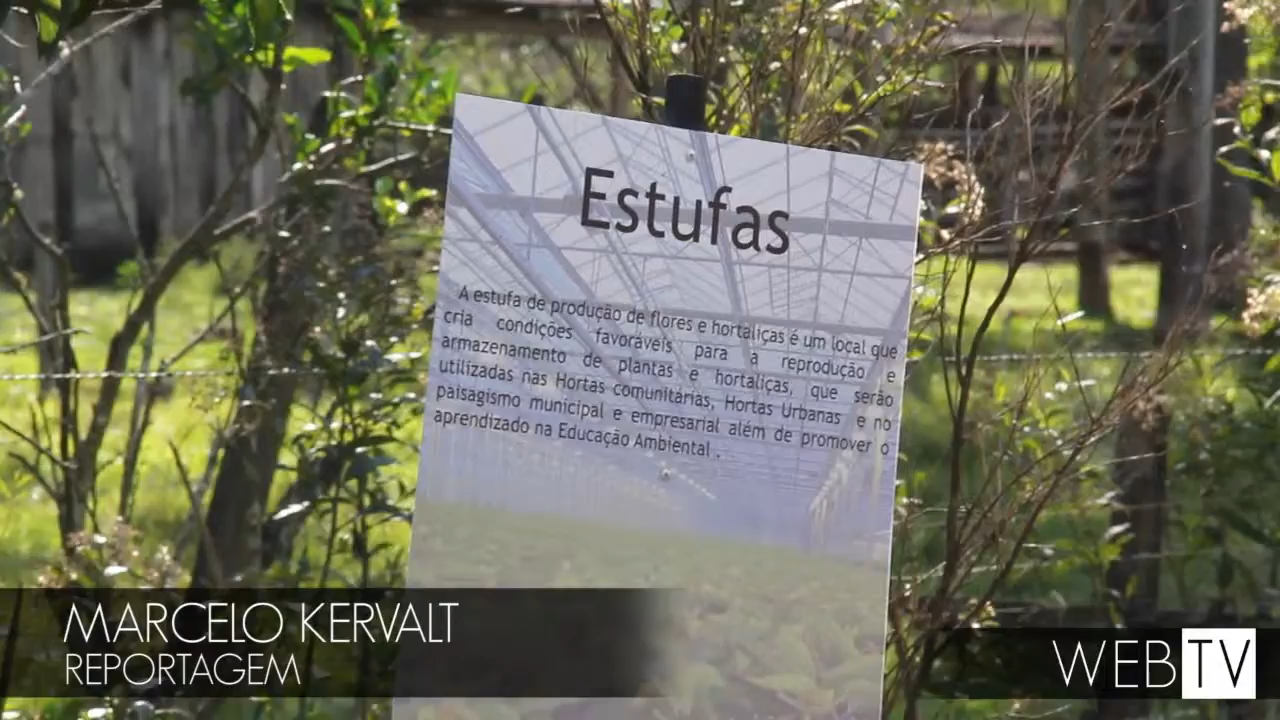 Estufas
A estufa de produção de flores e hortaliças é um local que
cria condições favoráveis para a reprodução e
armazenamento de plantas e hortaliças, que serão
utilizadas nas Hortas comunitárias, Hortas Urbanas e no
paisagismo municipal e empresarial além de promover o
aprendizado na Educação Ambiental .
MARCELO KERVALT
REPORTAGEM
WEBTV